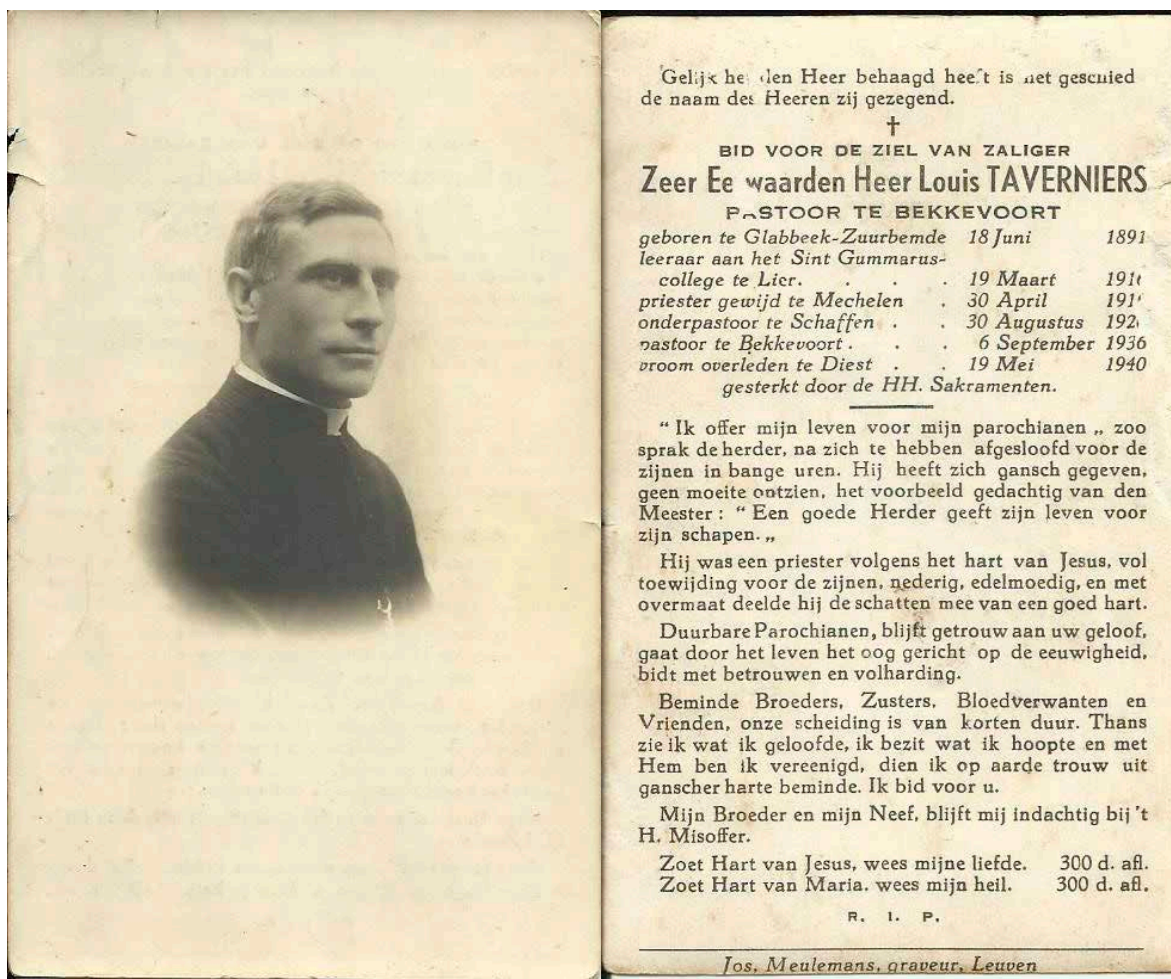 Gelijk he den Heer behaagd heeft is het geschied
de naam des Heeren zij gezegend.
BID VOOR DE ZIEL VAN ZALIGER
Zeer Ee waarden Heer Louis TAVERNIERS
PASTOOR TE BEKKEVOORT
geboren te Glabbeek-Zuurbemde 18 Juni 1891
leeraar aan het Sint Gummarus-
college te Lier. . . . . 19 Maart
priester gewijd te Mechelen . 30 April
onderpastoor te Schaffen . . 30 Augustus
pastoor te Bekkevoort . . . 6 September 1936
vroom overleden te Diest . . 19 Mei 1940
gesterkt door de HH. Sakramenten.
“ Ik offer mijn leven voor mijn parochianen „ zoo
sprak de herder, na zich te hebben afgesloofd voor de
zijnen in bange uren. Hij heeft zich gansch gegeven,
geen moeite ontzien, het voorbeeld gedachtig van den
Meester : “ Een goede Herder geeft zijn leven voor
zijn schapen. „
Hij was een priester volgens het hart van Jesus, vol
toewijding voor de zijnen, nederig, edelmoedig, en met
overmaat deelde hij de schatten mee van een goed hart.
Duurbare Parochianen, blijft getrouw aan uw geloof,
gaat door het leven het oog gericht op de eeuwigheid,
bidt met betrouwen en volharding.
Beminde Broeders, Zusters, Bloedverwanten en
Vrienden, onze scheiding is van korten duur. Thans
zie ik wat ik geloofde, ik bezit wat ik hoopte en met
Hem ben ik vereenigd, dien ik op aarde trouw uit
ganscher harte beminde. Ik bid voor u.
Mijn Broeder en mijn Neef, blijft mij indachtig bij 't
H. Misoffer.
Zoet Hart van Jesus, wees mijne liefde. 300 d. afl.
Zoet Hart van Maria, wees mijn heil. 300 d. afl.
R. I. P.
Jos. Meulemans, graveur, Leuven